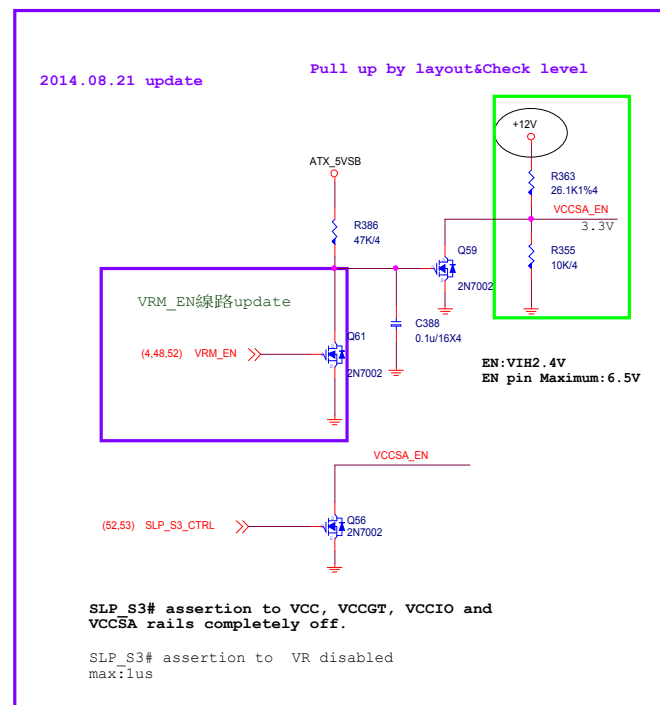 2014.08.21 update
Pull up by layout&Check level
+12V
ATX_5VSB
R363
26.1K1%4
VCCSA_EN
3.3V
R386
47K/4
Q59
2N7002
R355
10K/4
VRM_EN線路update
C388
0.1u/16X4
Q61
(4,48,52) VRM_EN
2N7002
EN:VIH2.4V
EN pin Maximum:6.5V
VCCSA_EN
(52,53) SLP_S3_CTRL
Q56
2N7002
SLP_S3# assertion to VCC, VCCGT, VCCIO and
VCCSA rails completely off.
SLP_S3# assertion to VR disabled
max:1us